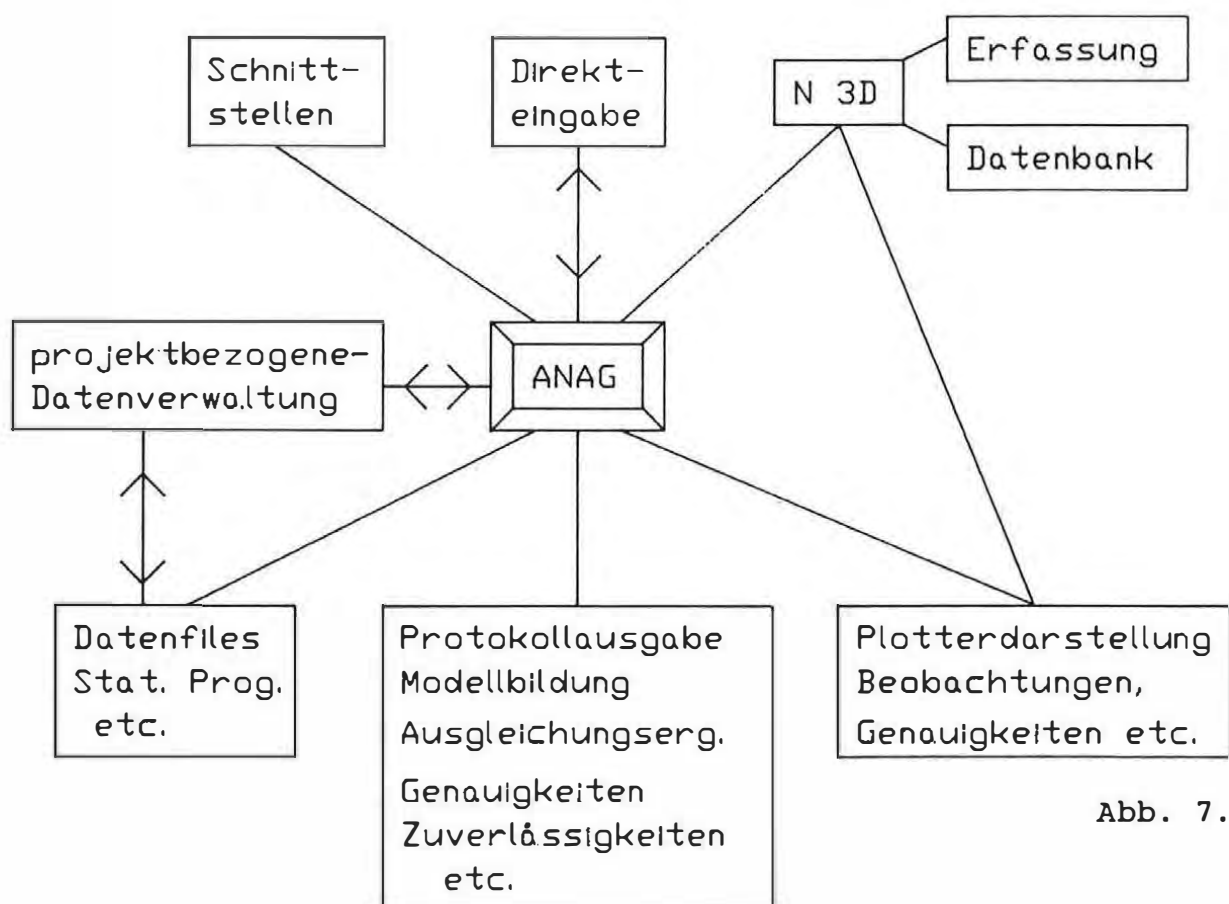 Schnitt-
stellen
Direkt-
eingabe
N 3D
Erfassung
Datenbank
projektbezogene-
Datenverwaltung
ANAG
Datenfiles
Stat. Prog.
etc.
Protokollausgabe
Modellbildung
Ausgleichungserg.
Genauigkeiten
Zuverlässigkeiten
etc.
Plotterdarstellung
Beobachtungen,
Genauigkeiten etc.
Abb. 7.